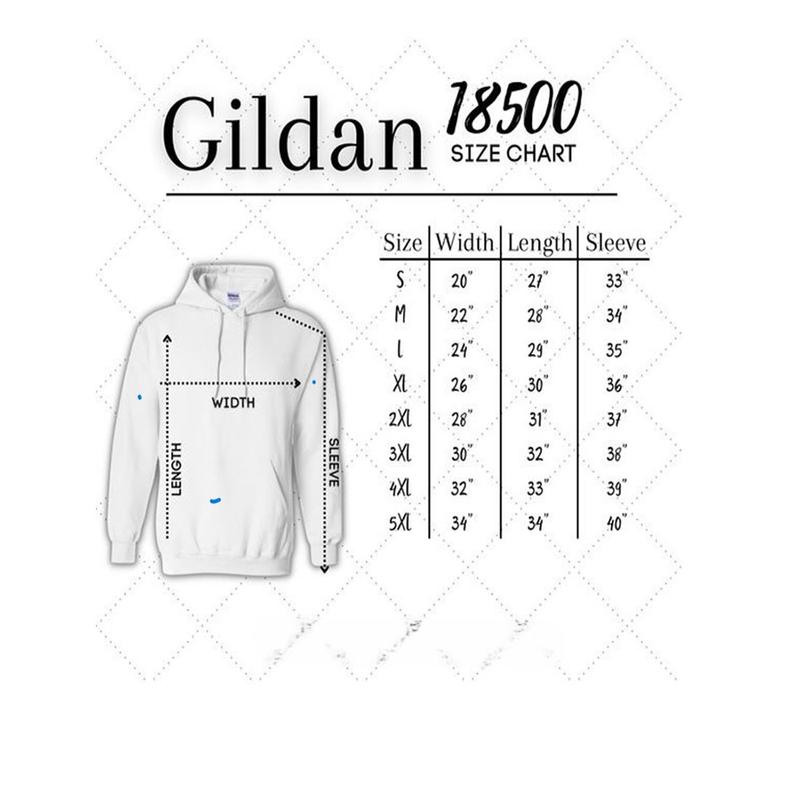 Gildan
18500
SIZE CHART
Size Width Length Sleeve
S 20" 27" 33"
M 22" 28" 34"
L 24" 29" 35"
XL 26" 30" 36"
2XL 28" 31" 37"
3XL 30" 32" 38"
4XL 32" 33" 39"
5XL 34" 34" 40"
WIDTH
LENGTH
SLEEVE